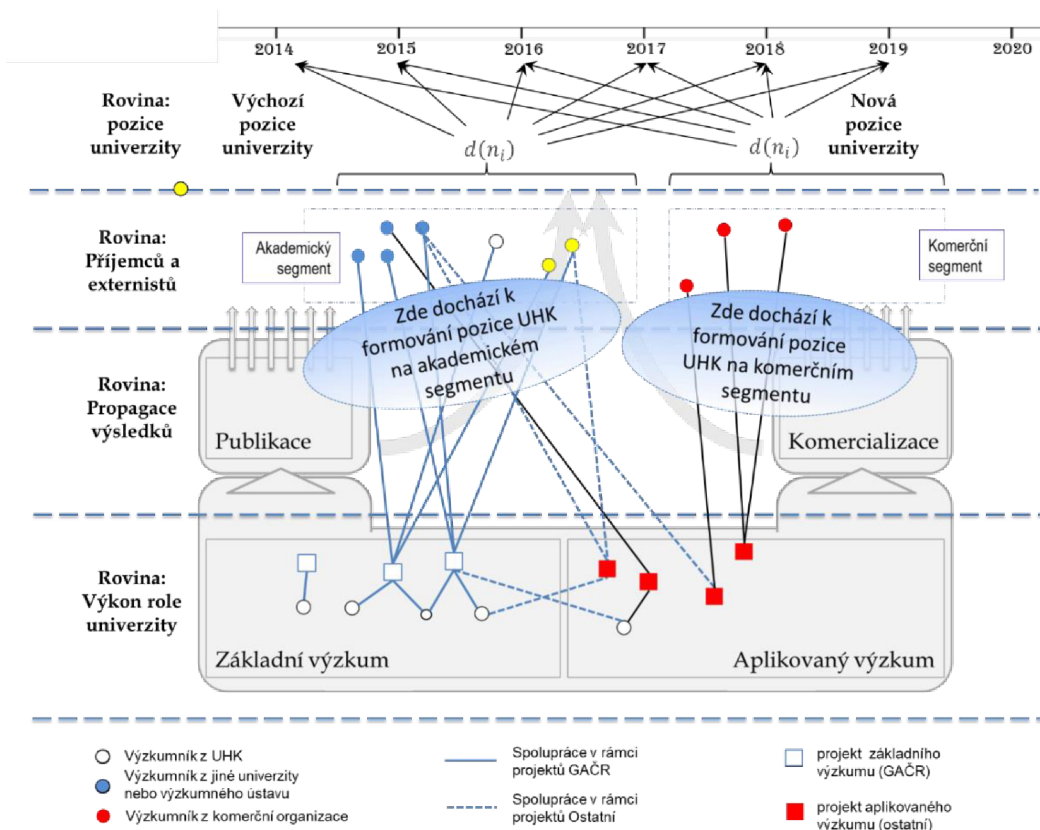 2014 2015 2016 2017 2018 2019 2020
Rovina:
pozice
univerzity
Výchozí
pozice
univerzity
Nová
pozice
univerzity
d(n_i)
d(n_i)
Rovina:
Příjemců a
externistů
Akademický
segment
Komerční
segment
Zde dochází k
formování pozice UHK
na akademickém
segmentu
Zde dochází k
formování pozice
UHK na komerčním
segmentu
Rovina:
Propagace
výsledků
Publikace
Komercializace
Rovina:
Výkon role
univerzity
Základní výzkum
Aplikovaný výzkum
Výzkumník z UHK
Výzkumník z jiné univerzity
nebo výzkumného ústavu
Výzkumník z komerční organizace
Spolupráce v rámci
projektů GAČR
Spolupráce v rámci
projektů Ostatní
projekt základního
výzkumu (GAČR)
projekt aplikovaného
výzkumu (ostatní)